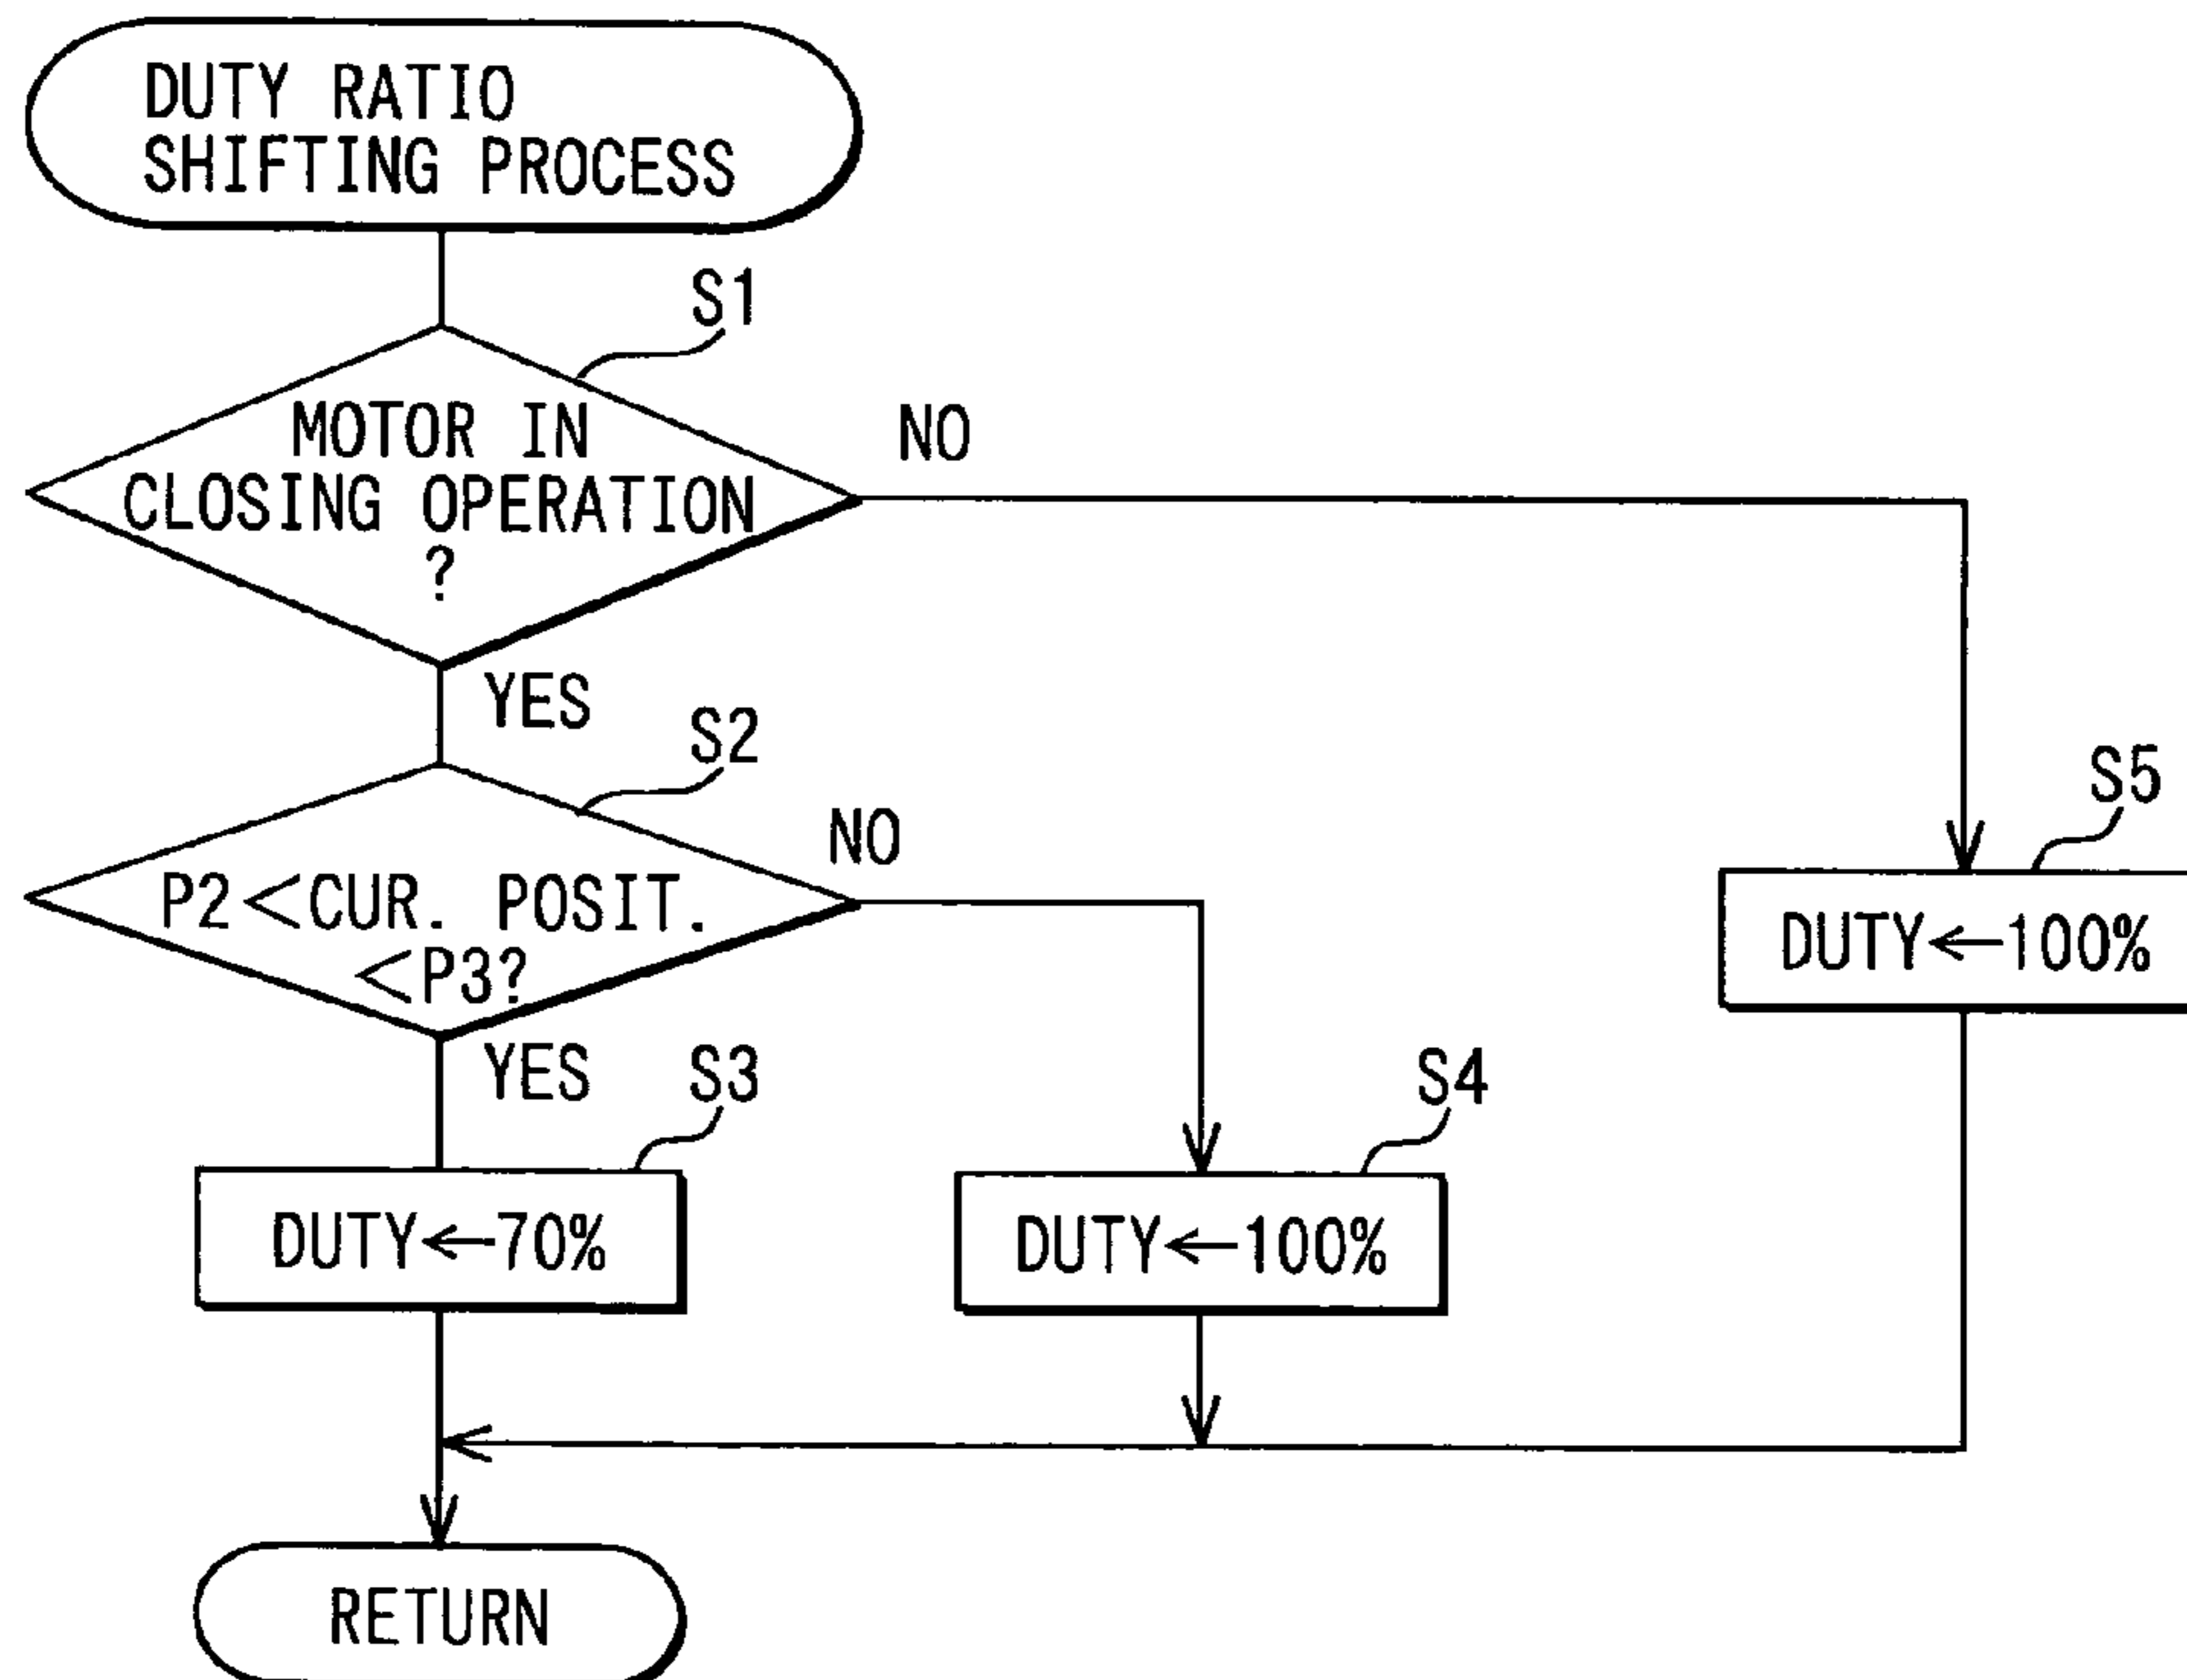 DUTY RATIO
SHIFTING PROCESS
S1
MOTOR IN
CLOSING OPERATION
?
NO
YES
S2
P2<CUR. POSIT.
<P3?
NO
S5
DUTY←100%
YES
S3
DUTY←70%
S4
DUTY←100%
RETURN